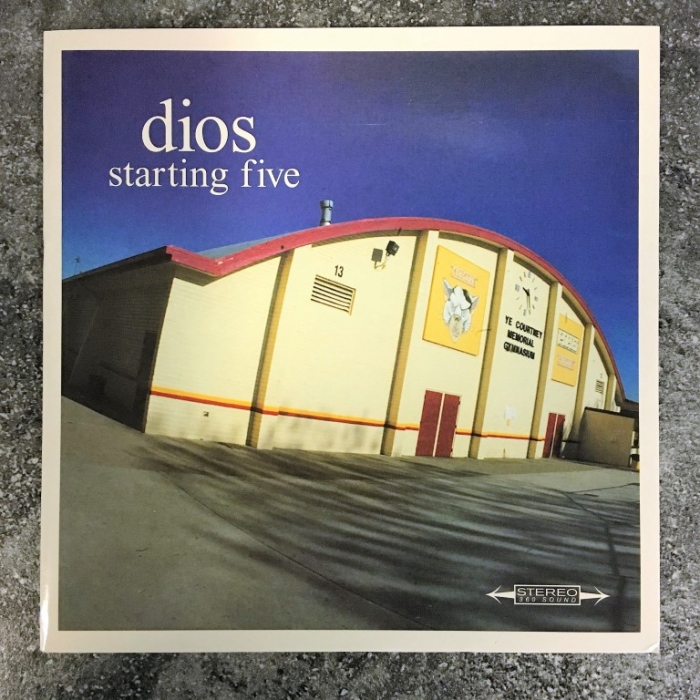 dios
starting five
13
YE COURTNEY
MEMORIAL
GYMNASIUM
STEREO
360 SOUND